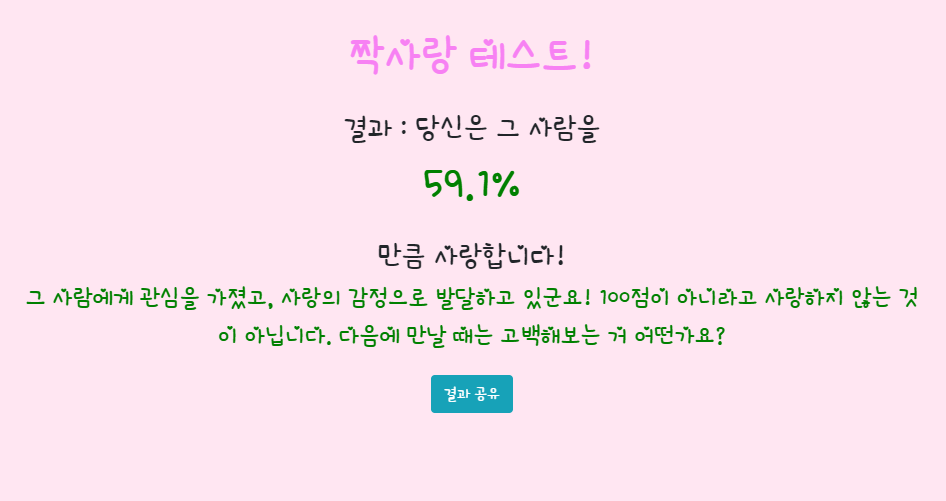 짝사랑 테스트!
결과 : 당신은 그 사람을
59.1%
만큼 사랑합니다!
그 사람에게 관심을 가졌고, 사랑의 감정으로 발달하고 있군요! 100점이 아니라고 사랑하지 않는 것
이 아닙니다. 다음에 만날 때는 고백해보는 거 어떤가요?
결과 공유